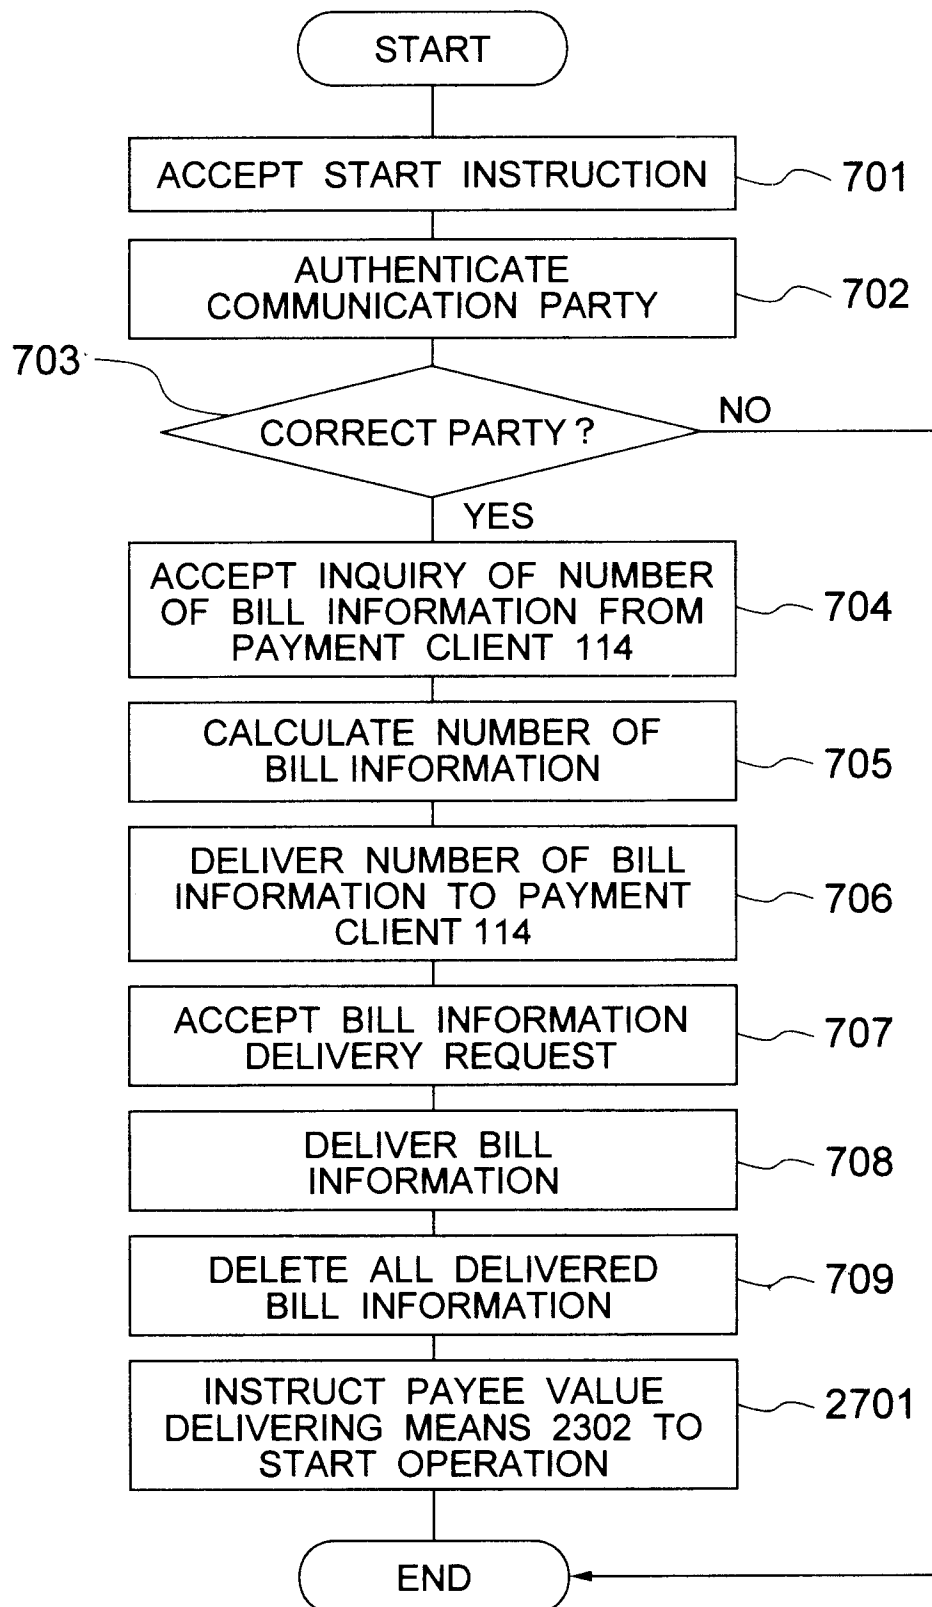 START
ACCEPT START INSTRUCTION
701
AUTHENTICATE
COMMUNICATION PARTY
702
703
CORRECT PARTY?
NO
YES
ACCEPT INQUIRY OF NUMBER
OF BILL INFORMATION FROM
PAYMENT CLIENT 114
704
CALCULATE NUMBER OF
BILL INFORMATION
705
DELIVER NUMBER OF BILL
INFORMATION TO PAYMENT
CLIENT 114
706
ACCEPT BILL INFORMATION
DELIVERY REQUEST
707
DELIVER BILL
INFORMATION
708
DELETE ALL DELIVERED
BILL INFORMATION
709
INSTRUCT PAYEE VALUE
DELIVERING MEANS 2302 TO
START OPERATION
2701
END